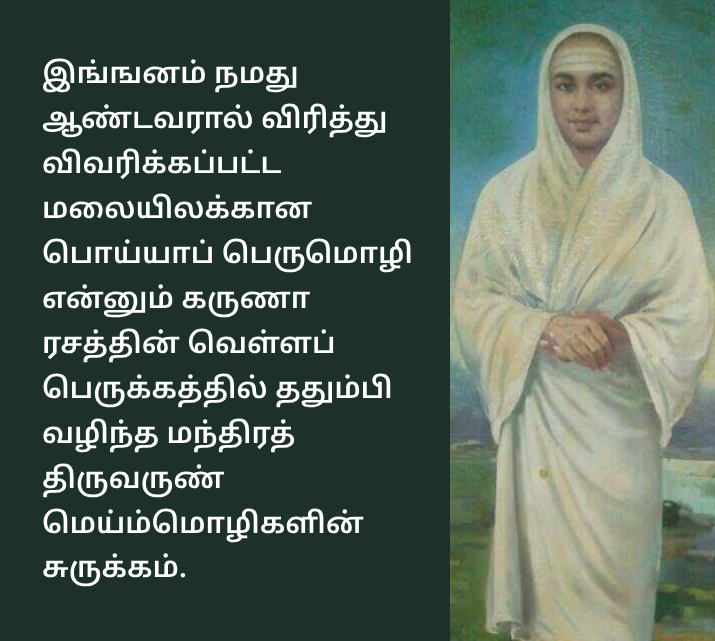 இங்ஙனம் நமது
ஆண்டவரால் விரித்து
விவரிக்கப்பட்ட
மலையிலக்கான
பொய்யாப் பெருமொழி
என்னும் கருணா
ரசத்தின் வெள்ளப்
பெருக்கத்தில் ததும்பி
வழிந்த மந்திரத்
திருவருண்
மெய்ம்மொழிகளின்
சுருக்கம்.